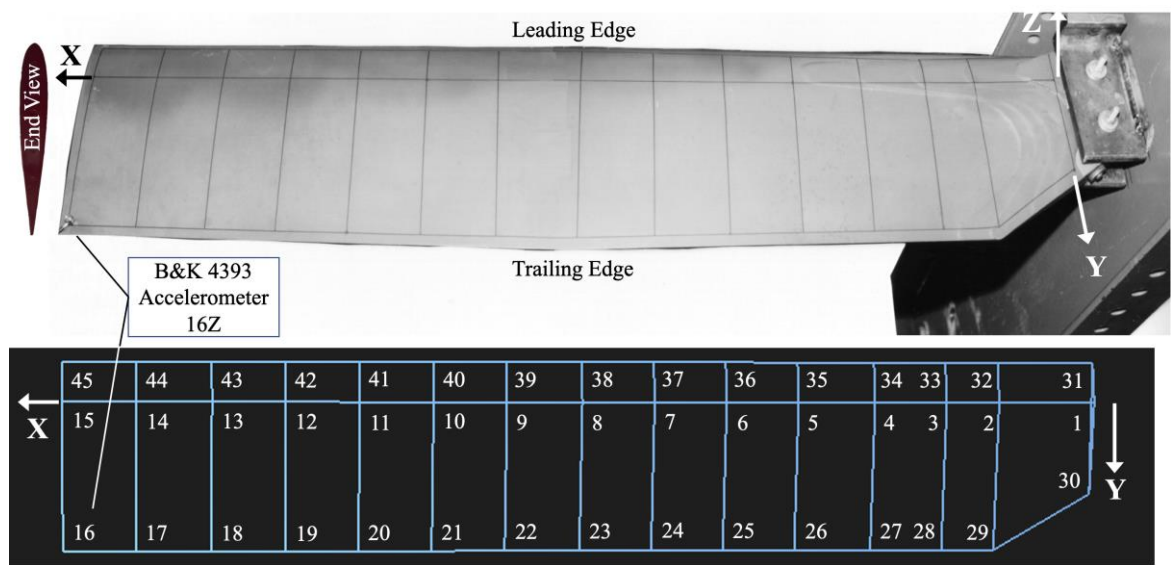 Leading Edge
Z
X
End View
Y
Trailing Edge
B&K 4393
Accelerometer
16Z
45 44 43 42 41 40 39 38 37 36 35 34 33 32 31
X
15 14 13 12 11 10 9 8 7 6 5 4 3 2 1
30
Y
16 17 18 19 20 21 22 23 24 25 26 27 28 29